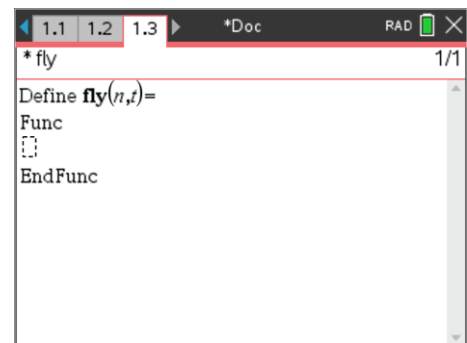 1.1 1.2 1.3 *Doc RAD
* fly 1/1
Define fly(n,t)=
Func
EndFunc